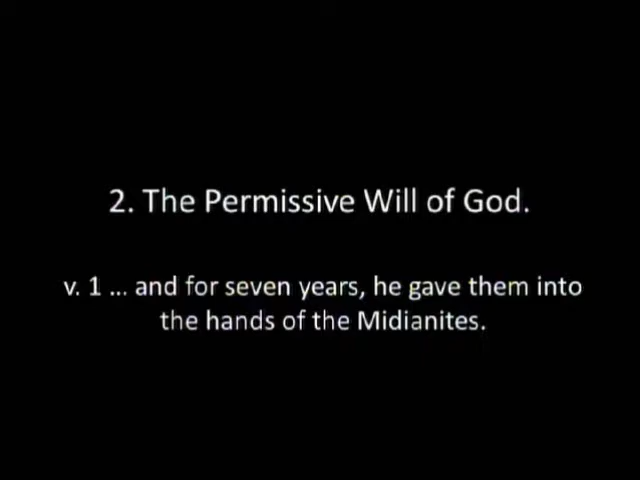 2. The Permissive Will of God.
v. 1 ... and for seven years, he gave them into
the hands of the Midianites.